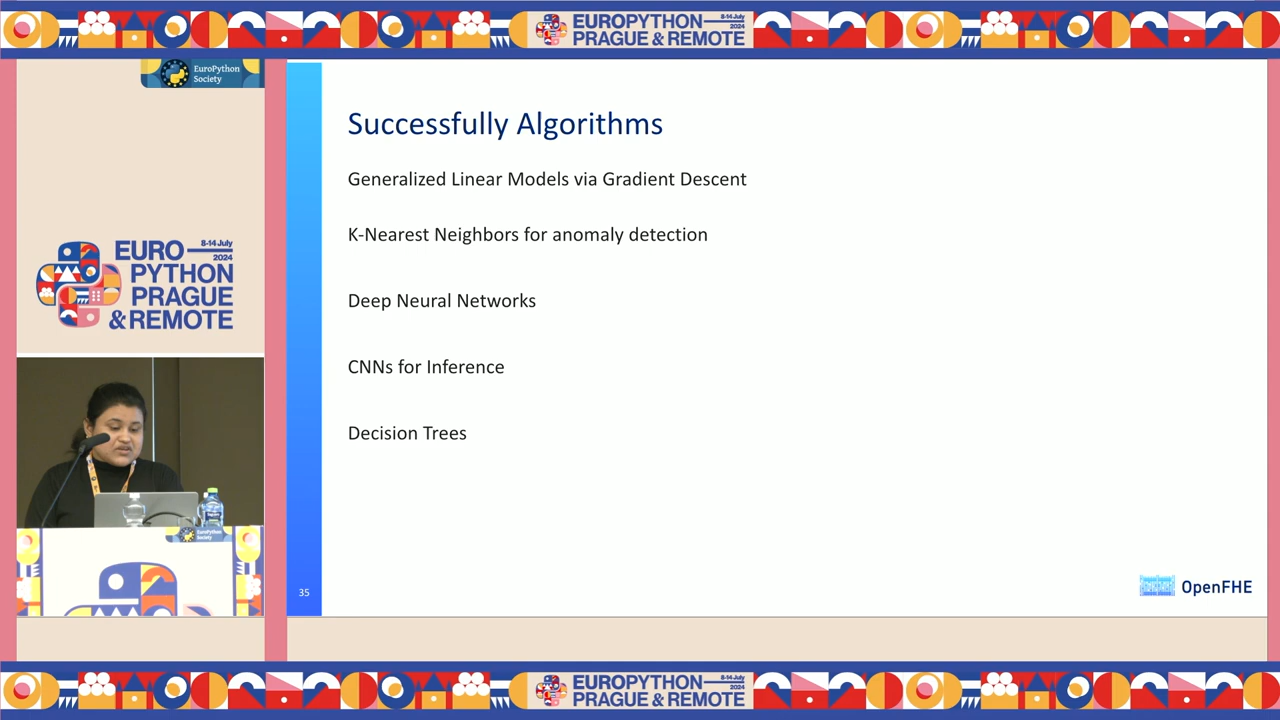 EUROPYTHON
8-14 July
2024
PRAGUE & REMOTE
EuroPython
Society
EURO
8-14 July
2024
PYTHON
PRAGUE
& REMOTE
EuroPython
Society
Successfully Algorithms
Generalized Linear Models via Gradient Descent
K-Nearest Neighbors for anomaly detection
Deep Neural Networks
CNNs for Inference
Decision Trees
35
OpenFHE
EUROPYTHON
8-14 July
2024
PRAGUE & REMOTE